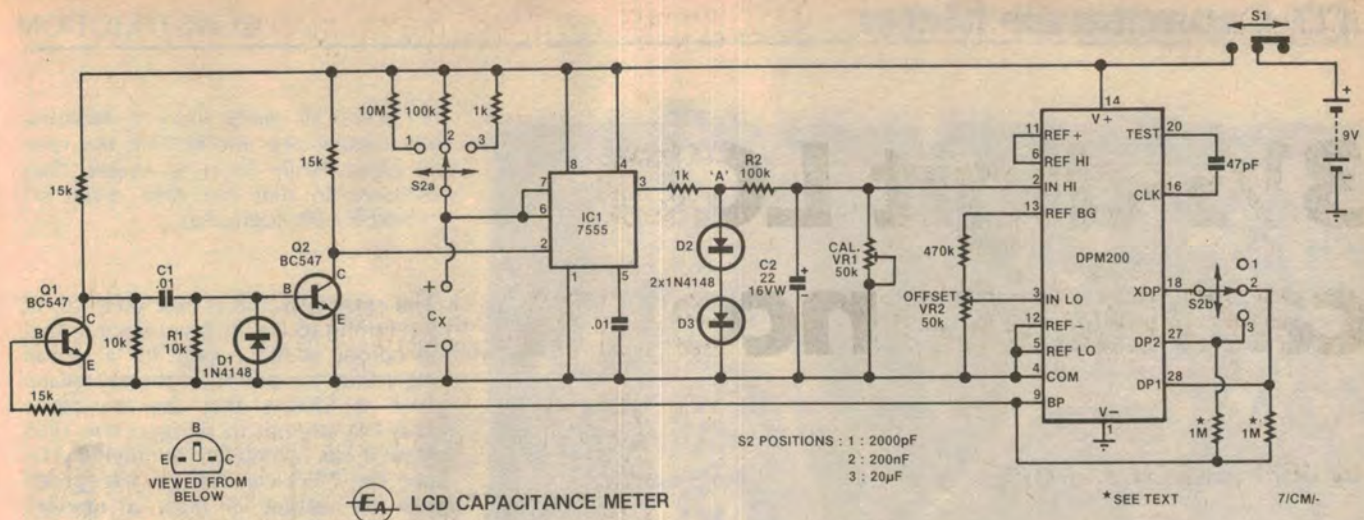 S1
+
9V
-
14
V+
11 REF +
6 REF HI
2 IN HI
13 REF BG
3 IN LO
12 REF -
5 REF LO
4 COM
9 BP
DPM200
TEST 20
CLK 16
XDP 18
DP2 27
DP1 28
V-
1
47pF
S2b
1
2
3
* 1M
* 1M
15k
15k
10M
100k
1k
1
2
3
S2a
8
4
7
6
2
3
1
5
IC1
7555
1k
'A'
R2
100k
D2
2x1N4148
D3
C2
22
16VW
+
-
CAL.
VR1
50k
470k
OFFSET
VR2
50k
Q2
BC547
B
C
E
Q1
BC547
B
C
E
C1
.01
10k
R1
10k
D1
1N4148
+
Cx
-
.01
15k
B
E
C
VIEWED FROM
BELOW
EA LCD CAPACITANCE METER
S2 POSITIONS : 1 : 2000pF
2 : 200nF
3 : 20µF
*SEE TEXT
7/CM/-